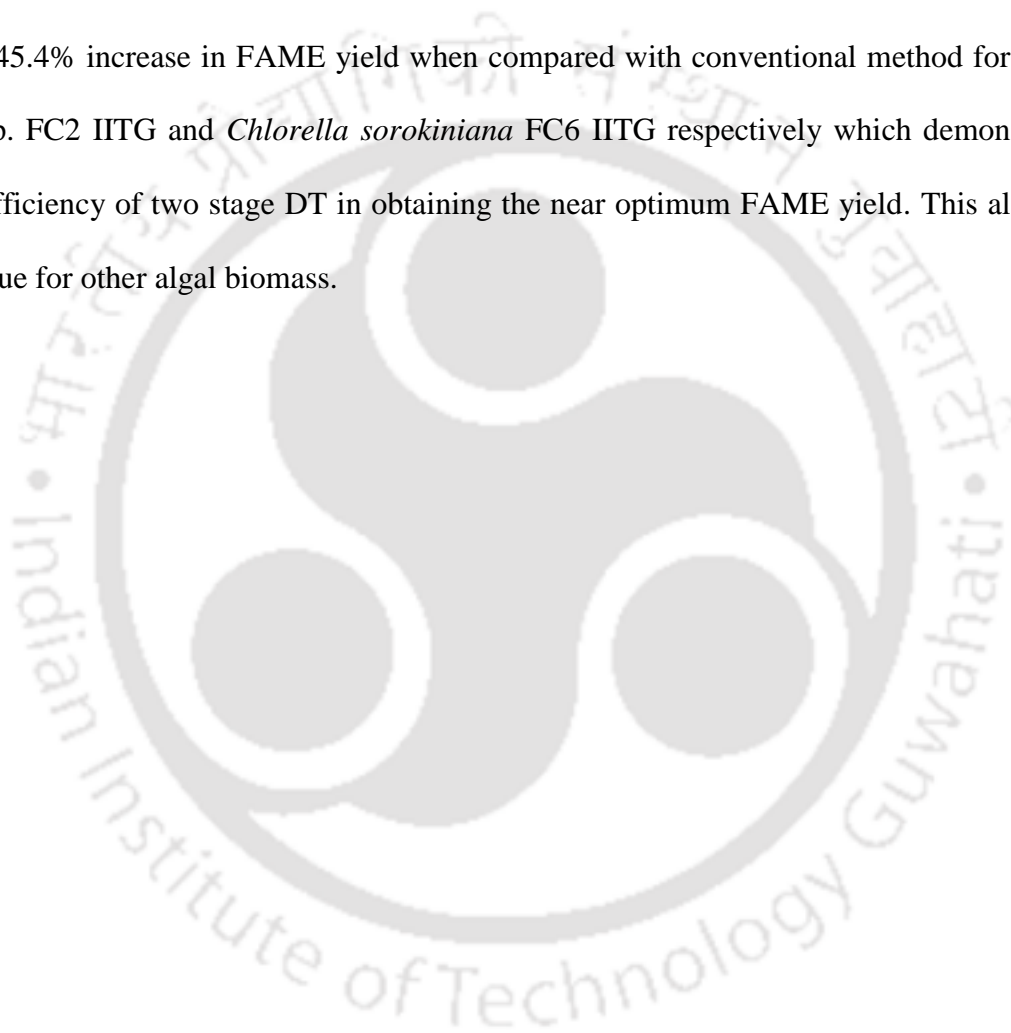 45.4% increase in FAME yield when compared with conventional method for
p. FC2 IITG and Chlorella sorokiniana FC6 IITG respectively which demon
fficiency of two stage DT in obtaining the near optimum FAME yield. This al
ue for other algal biomass.
भारतीय प्रौद्योगिकी संस्थान गुवाहाटी
• Indian Institute of Technology Guwahati •